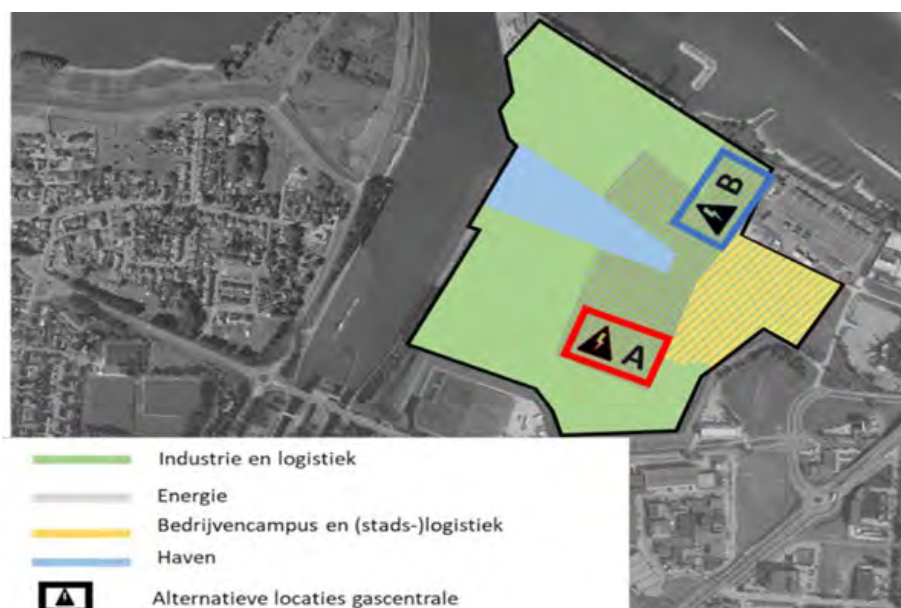 B
A
Industrie en logistiek
Energie
Bedrijvencampus en (stads-)logistiek
Haven
Alternatieve locaties gascentrale